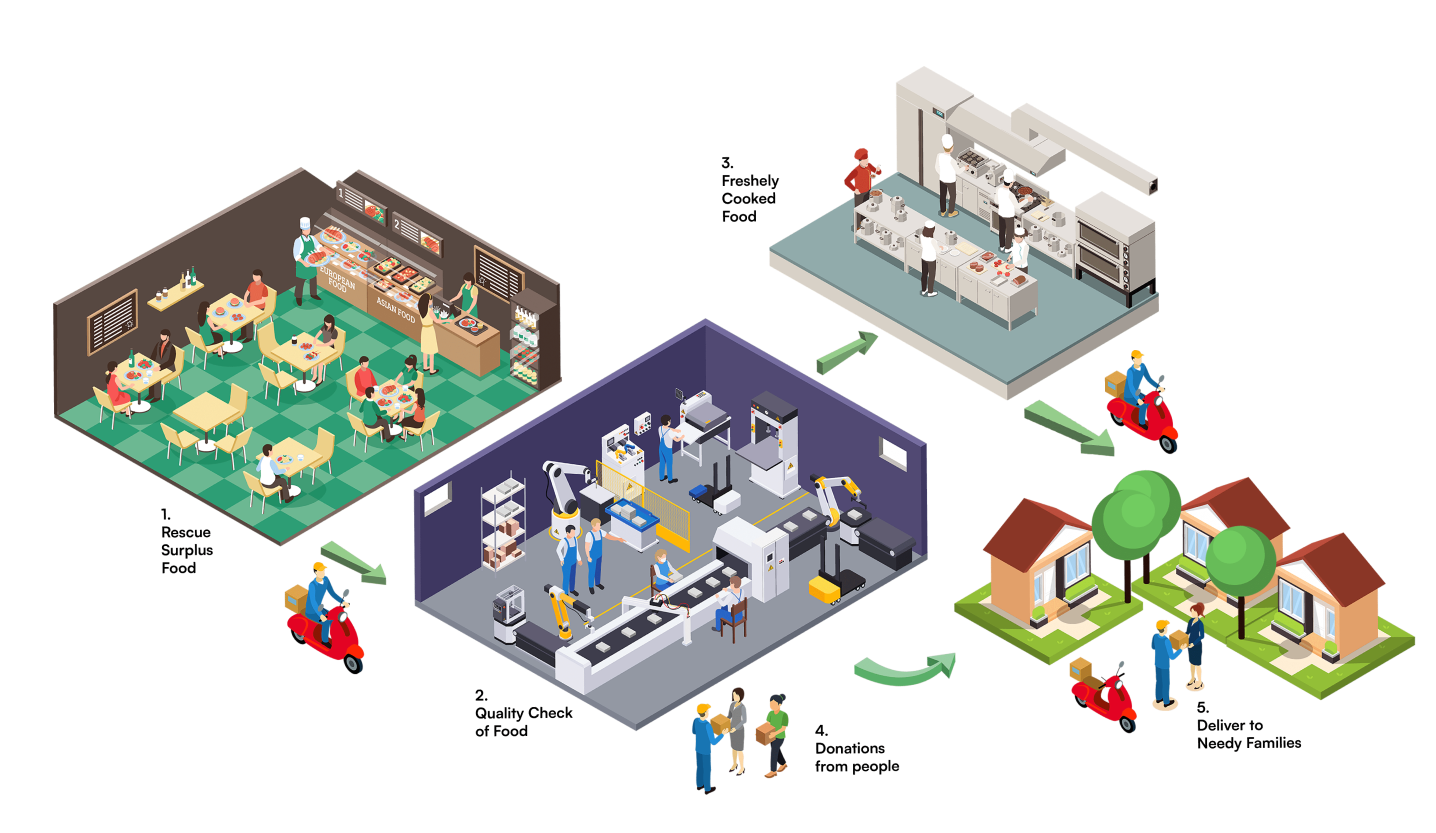 1.
Rescue
Surplus
Food
1
2
EUROPEAN
FOOD
ASIAN FOOD
2.
Quality Check
of Food
3.
Freshely
Cooked
Food
4.
Donations
from people
5.
Deliver to
Needy Families